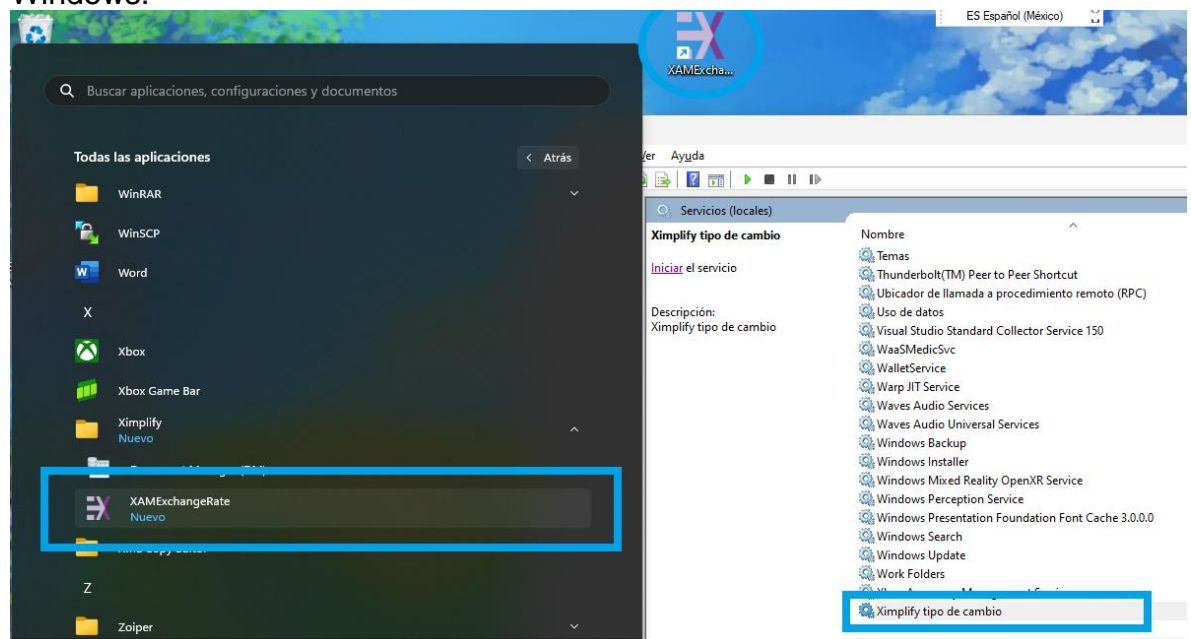 Windows.
ES Español (México)
XAMExcha...
Buscar aplicaciones, configuraciones y documentos
Todas las aplicaciones
Atrás
WinRAR
WinSCP
Word
X
Xbox
Xbox Game Bar
Ximplify
Nuevo
XAMExchangeRate
Nuevo
Z
Zoiper
Ver Ayuda
Servicios (locales)
Ximplify tipo de cambio
Iniciar el servicio
Descripción:
Ximplify tipo de cambio
Nombre
Temas
Thunderbolt(TM) Peer to Peer Shortcut
Ubicador de llamada a procedimiento remoto (RPC)
Uso de datos
Visual Studio Standard Collector Service 150
WaaSMedicSvc
WalletService
Warp JIT Service
Waves Audio Services
Waves Audio Universal Services
Windows Backup
Windows Installer
Windows Mixed Reality OpenXR Service
Windows Perception Service
Windows Presentation Foundation Font Cache 3.0.0.0
Windows Search
Windows Update
Work Folders
Ximplify tipo de cambio